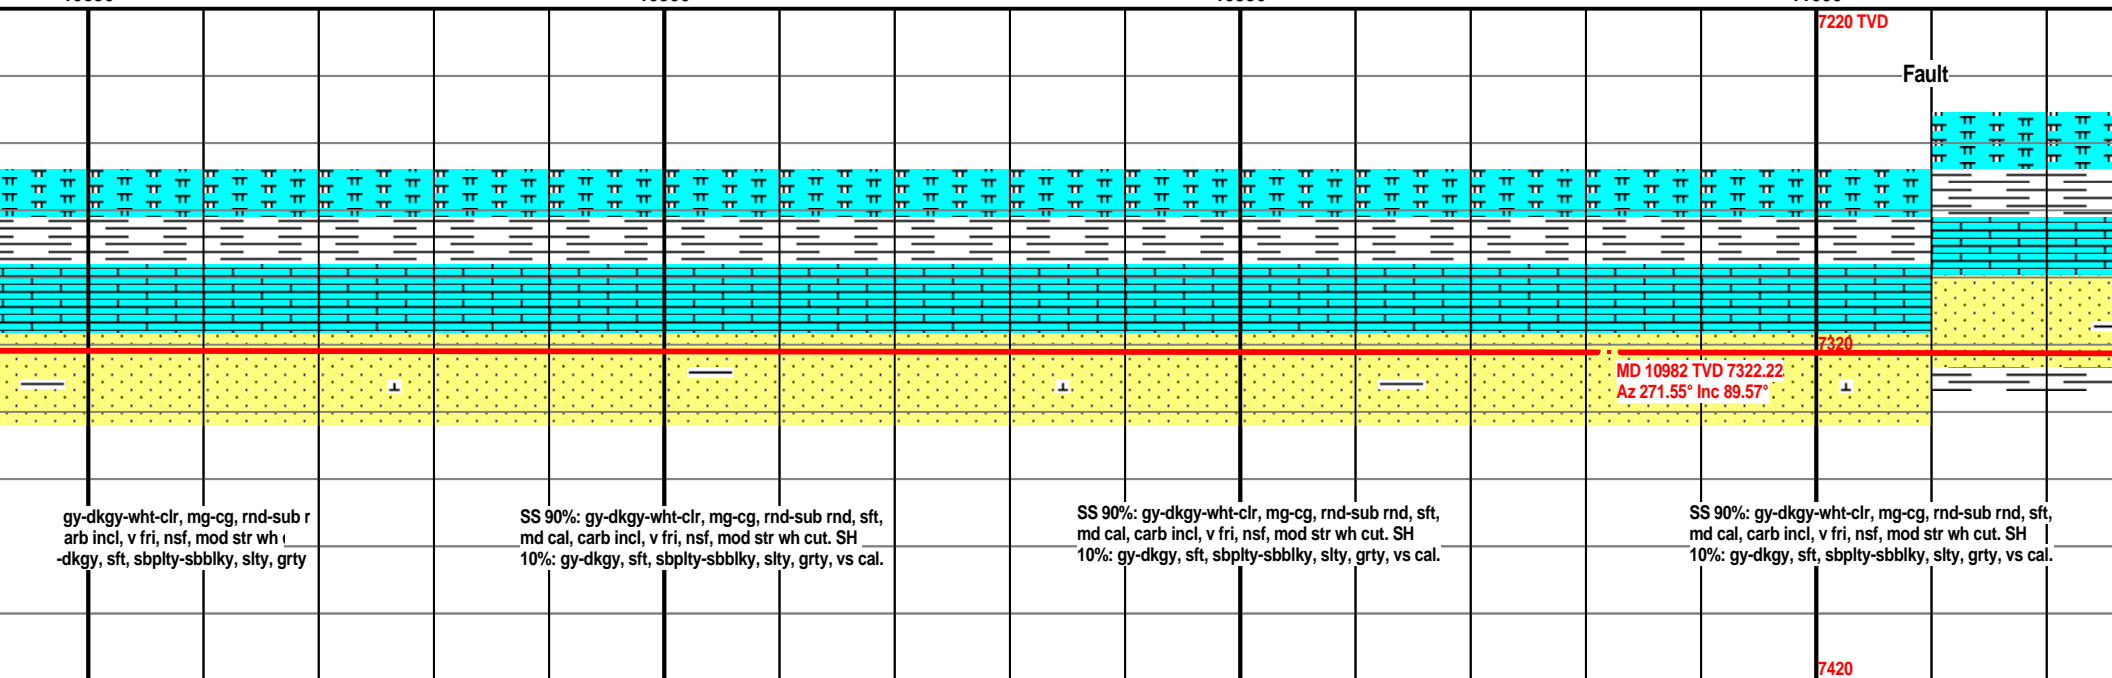 7220 TVD
Fault
7320
MD 10982 TVD 7322.22
Az 271.55° Inc 89.57°
gy-dkgy-wht-clr, mg-cg, rnd-sub r
arb incl, v fri, nsf, mod str wh
-dkgy, sft, sbplty-sbblky, slty, grty
SS 90%: gy-dkgy-wht-clr, mg-cg, rnd-sub rnd, sft,
md cal, carb incl, v fri, nsf, mod str wh cut. SH
10%: gy-dkgy, sft, sbplty-sbblky, slty, grty, vs cal.
SS 90%: gy-dkgy-wht-clr, mg-cg, rnd-sub rnd, sft,
md cal, carb incl, v fri, nsf, mod str wh cut. SH
10%: gy-dkgy, sft, sbplty-sbblky, slty, grty, vs cal.
SS 90%: gy-dkgy-wht-clr, mg-cg, rnd-sub rnd, sft,
md cal, carb incl, v fri, nsf, mod str wh cut. SH
10%: gy-dkgy, sft, sbplty-sbblky, slty, grty, vs cal.
7420